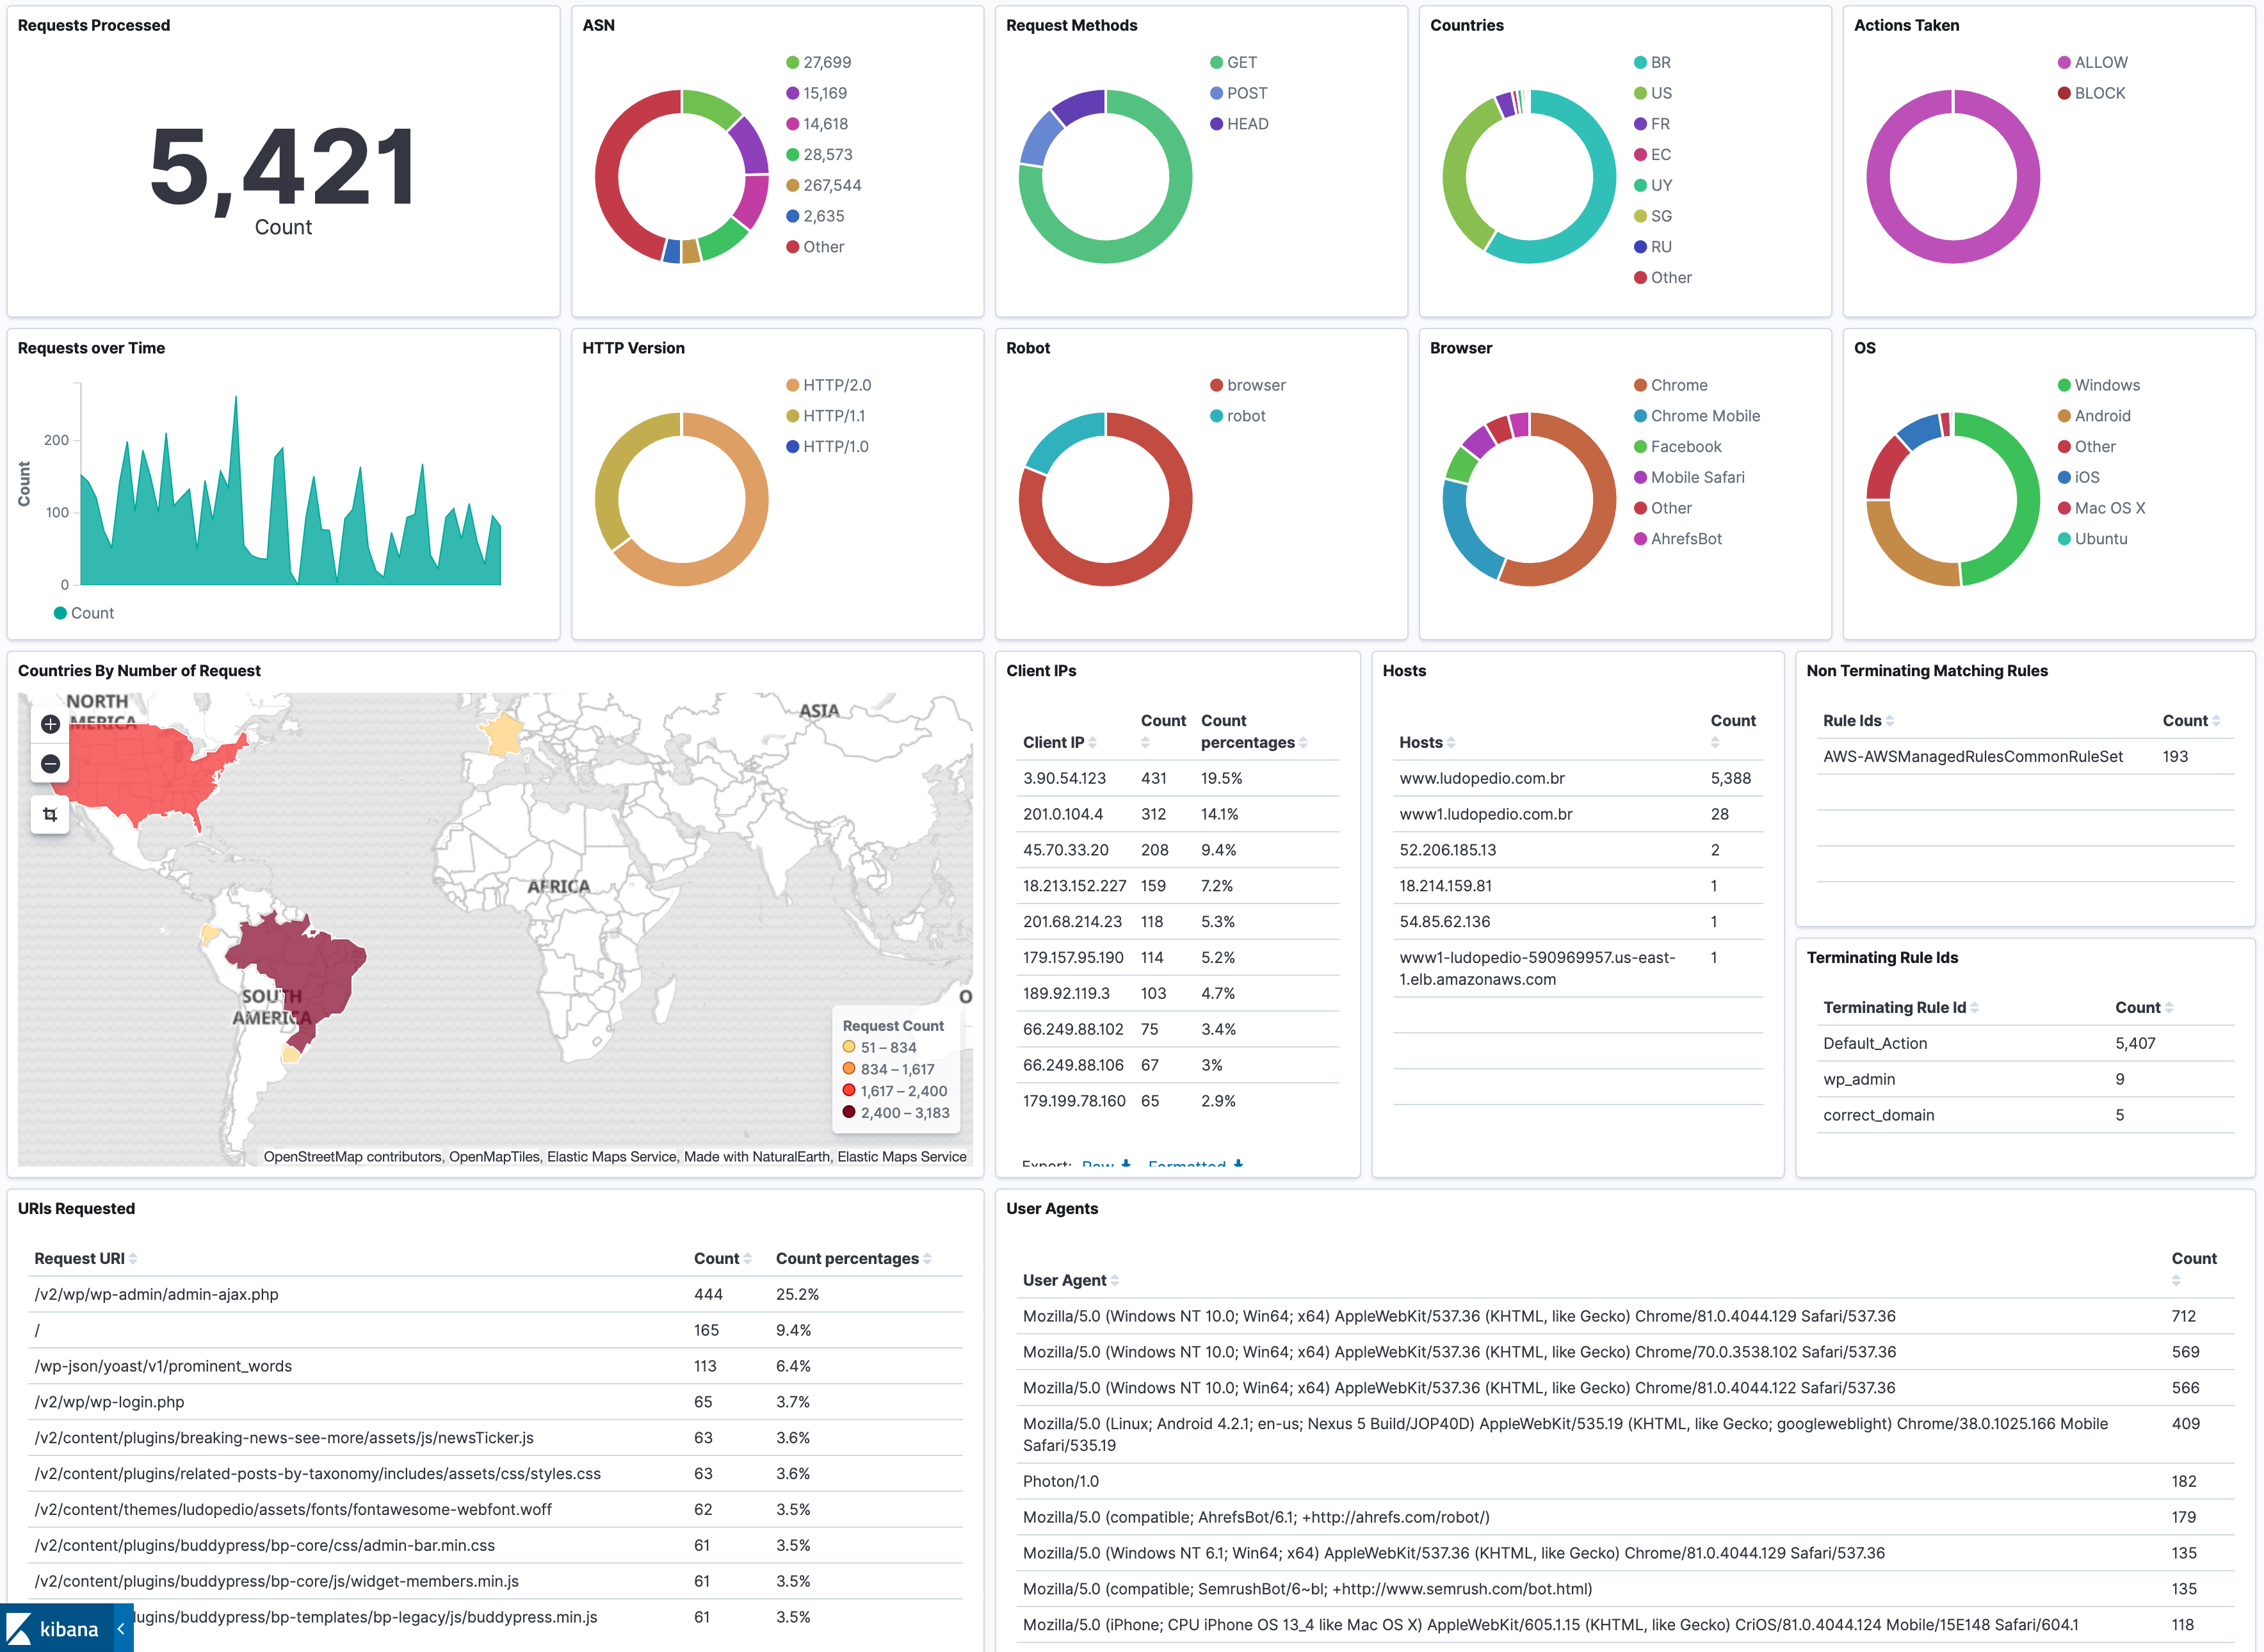 Requests Processed
5,421
Count
ASN
27,699
15,169
14,618
28,573
267,544
2,635
Other
Request Methods
GET
POST
HEAD
Countries
BR
US
FR
EC
UY
SG
RU
Other
Actions Taken
ALLOW
BLOCK
Requests over Time
Count
200
100
0
Count
HTTP Version
HTTP/2.0
HTTP/1.1
HTTP/1.0
Robot
browser
robot
Browser
Chrome
Chrome Mobile
Facebook
Mobile Safari
Other
AhrefsBot
OS
Windows
Android
Other
iOS
Mac OS X
Ubuntu
Countries By Number of Request
NORTH
AMERICA
ASIA
AFRICA
SOUTH
AMERICA
O
Request Count
51 – 834
834 – 1,617
1,617 – 2,400
2,400 – 3,183
OpenStreetMap contributors, OpenMapTiles, Elastic Maps Service, Made with NaturalEarth, Elastic Maps Service
Client IPs
Client IP Count Count percentages
3.90.54.123 431 19.5%
201.0.104.4 312 14.1%
45.70.33.20 208 9.4%
18.213.152.227 159 7.2%
201.68.214.23 118 5.3%
179.157.95.190 114 5.2%
189.92.119.3 103 4.7%
66.249.88.102 75 3.4%
66.249.88.106 67 3%
179.199.78.160 65 2.9%
Export: Raw Formatted
Hosts
Hosts Count
www.ludopedio.com.br 5,388
www1.ludopedio.com.br 28
52.206.185.13 2
18.214.159.81 1
54.85.62.136 1
www1-ludopedio-590969957.us-east- 1
1.elb.amazonaws.com
Non Terminating Matching Rules
Rule Ids Count
AWS-AWSManagedRulesCommonRuleSet 193
Terminating Rule Ids
Terminating Rule Id Count
Default_Action 5,407
wp_admin 9
correct_domain 5
URIs Requested
Request URI Count Count percentages
/v2/wp/wp-admin/admin-ajax.php 444 25.2%
/ 165 9.4%
/wp-json/yoast/v1/prominent_words 113 6.4%
/v2/wp/wp-login.php 65 3.7%
/v2/content/plugins/breaking-news-see-more/assets/js/newsTicker.js 63 3.6%
/v2/content/plugins/related-posts-by-taxonomy/includes/assets/css/styles.css 63 3.6%
/v2/content/themes/ludopedio/assets/fonts/fontawesome-webfont.woff 62 3.5%
/v2/content/plugins/buddypress/bp-core/css/admin-bar.min.css 61 3.5%
/v2/content/plugins/buddypress/bp-core/js/widget-members.min.js 61 3.5%
lugins/buddypress/bp-templates/bp-legacy/js/buddypress.min.js 61 3.5%
kibana
User Agents
User Agent Count
Mozilla/5.0 (Windows NT 10.0; Win64; x64) AppleWebKit/537.36 (KHTML, like Gecko) Chrome/81.0.4044.129 Safari/537.36 712
Mozilla/5.0 (Windows NT 10.0; Win64; x64) AppleWebKit/537.36 (KHTML, like Gecko) Chrome/70.0.3538.102 Safari/537.36 569
Mozilla/5.0 (Windows NT 10.0; Win64; x64) AppleWebKit/537.36 (KHTML, like Gecko) Chrome/81.0.4044.122 Safari/537.36 566
Mozilla/5.0 (Linux; Android 4.2.1; en-us; Nexus 5 Build/JOP40D) AppleWebKit/535.19 (KHTML, like Gecko; googleweblight) Chrome/38.0.1025.166 Mobile 409
Safari/535.19
Photon/1.0 182
Mozilla/5.0 (compatible; AhrefsBot/6.1; +http://ahrefs.com/robot/) 179
Mozilla/5.0 (Windows NT 6.1; Win64; x64) AppleWebKit/537.36 (KHTML, like Gecko) Chrome/81.0.4044.129 Safari/537.36 135
Mozilla/5.0 (compatible; SemrushBot/6~bl; +http://www.semrush.com/bot.html) 135
Mozilla/5.0 (iPhone; CPU iPhone OS 13_4 like Mac OS X) AppleWebKit/605.1.15 (KHTML, like Gecko) CriOS/81.0.4044.124 Mobile/15E148 Safari/604.1 118